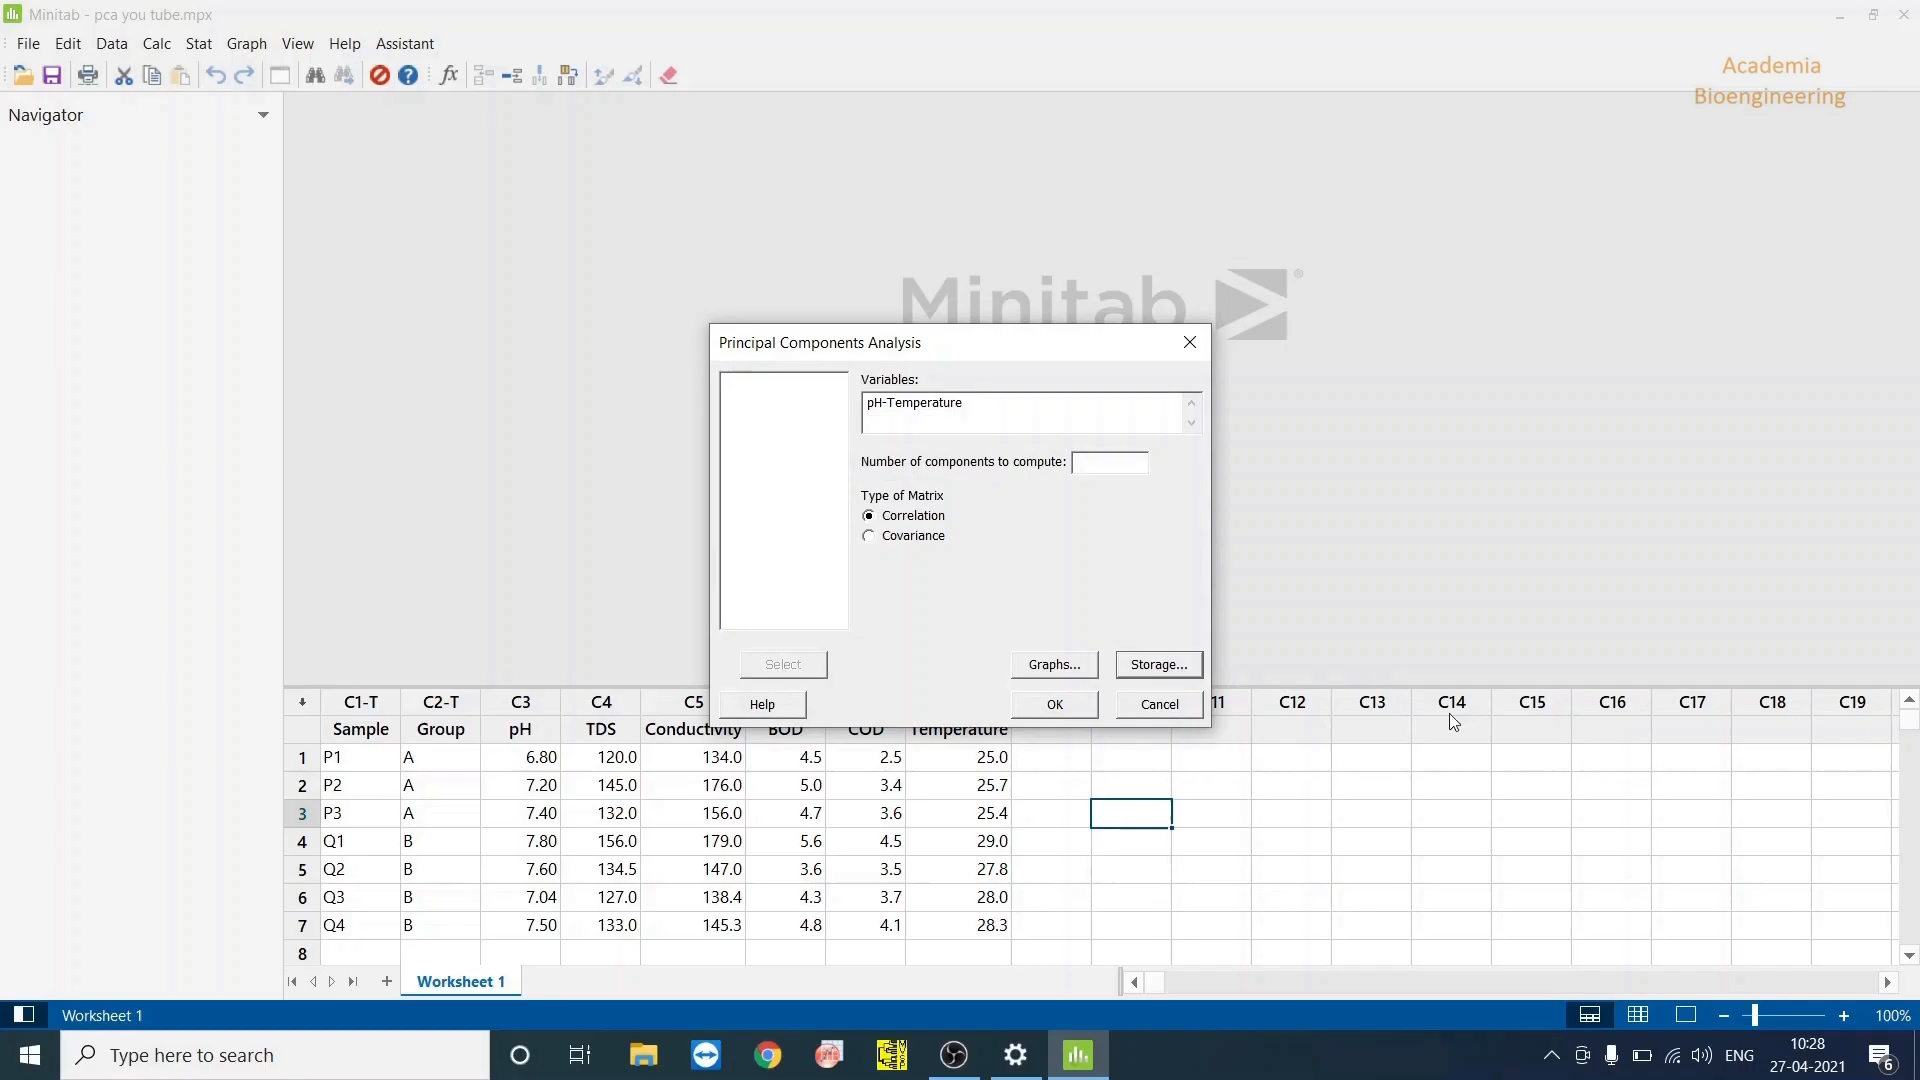 Minitab - pca you tube.mpx
File Edit Data Calc Stat Graph View Help Assistant
fx
Academia
Bioengineering
Navigator
Minitab ®
Principal Components Analysis
Variables:
pH-Temperature
Number of components to compute:
Type of Matrix
Correlation
Covariance
Select Graphs... Storage...
Help OK Cancel
C1-T C2-T C3 C4 C5 11 C12 C13 C14 C15 C16 C17 C18 C19
Sample Group pH TDS Conductivity BOD COD Temperature
1 P1 A 6.80 120.0 134.0 4.5 2.5 25.0
2 P2 A 7.20 145.0 176.0 5.0 3.4 25.7
3 P3 A 7.40 132.0 156.0 4.7 3.6 25.4
4 Q1 B 7.80 156.0 179.0 5.6 4.5 29.0
5 Q2 B 7.60 134.5 147.0 3.6 3.5 27.8
6 Q3 B 7.04 127.0 138.4 4.3 3.7 28.0
7 Q4 B 7.50 133.0 145.3 4.8 4.1 28.3
8
Worksheet 1
Worksheet 1 100%
Type here to search ENG 10:28
27-04-2021 6